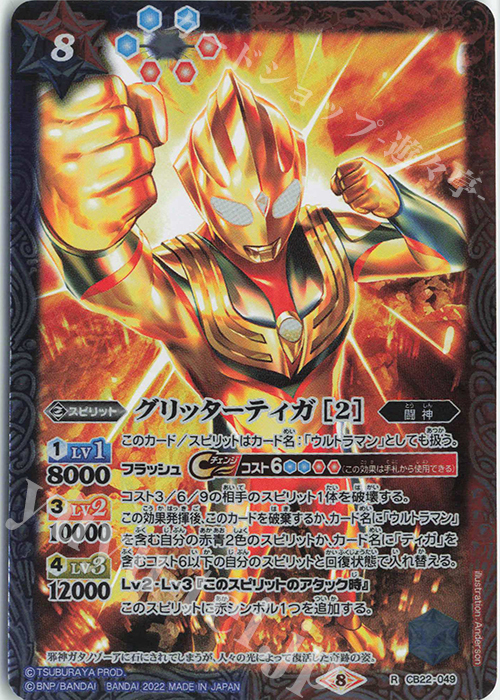 8
グリッターティガ [2]
② スピリット
闘神
とう しん
このカード/スピリットはカード名:「ウルトラマン」としても扱う。
1 LV1
8000
フラッシュ チェンジ コスト6 (この効果は手札から使用できる)
コスト3/6/9の相手のスピリット1体を破壊する。
3 LV2
10000
この効果発揮後、このカードを破棄するか、カード名に「ウルトラマン」
を含む自分の赤青2色のスピリットか、カード名に「ティガ」を
含むコスト6以下の自分のスピリットと回復状態で入れ替える。
4 LV3
12000
Lv2・Lv3『このスピリットのアタック時』
このスピリットに赤シンボル1つを追加する。
illustration:Anderson
邪神ガタノゾーアに石にされてしまうが、人々の光によって復活した奇跡の姿。
©TSUBURAYA PROD.
©BNP/BANDAI BANDAI 2022 MADE IN JAPAN
8
R CB22-049